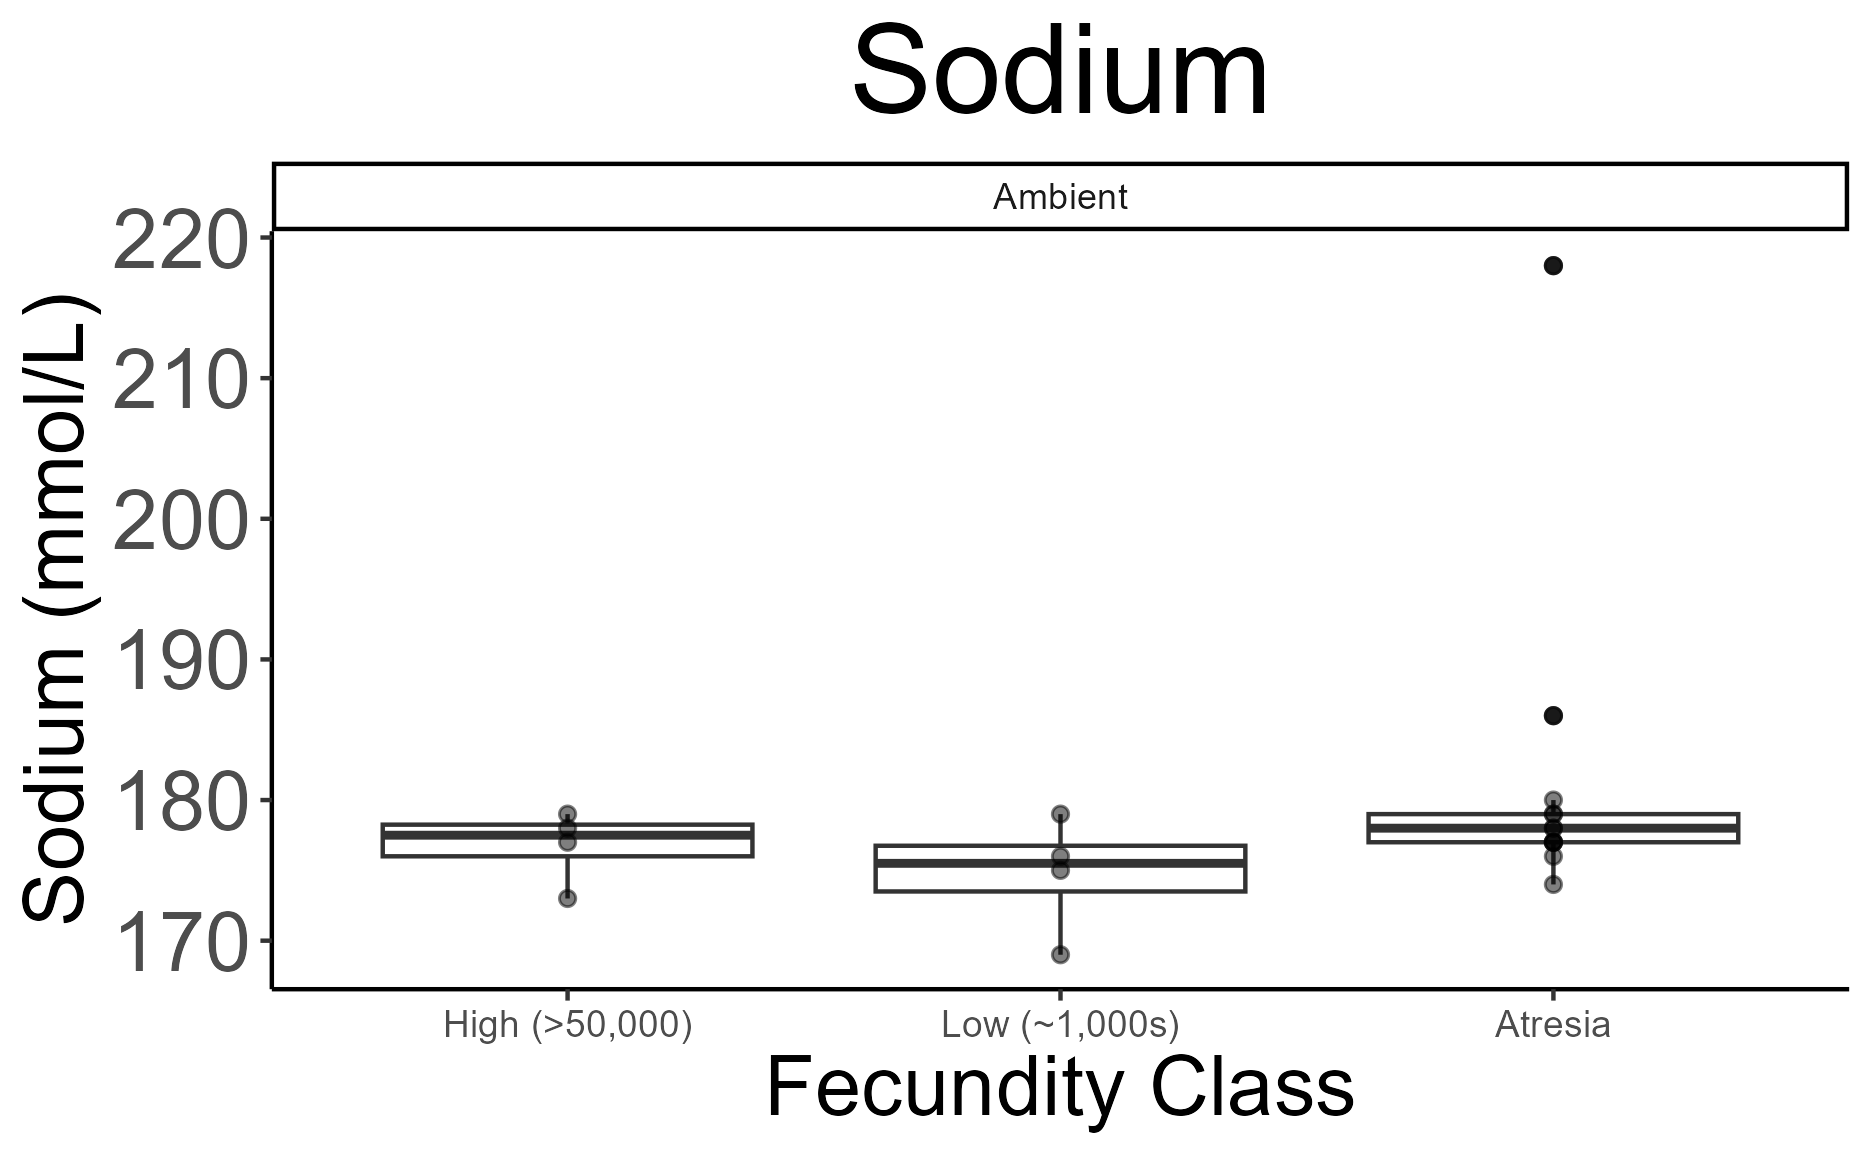 Sodium
Ambient
220
210
200
190
180
170
Sodium (mmol/L)
High (>50,000)
Low (~1,000s)
Atresia
Fecundity Class